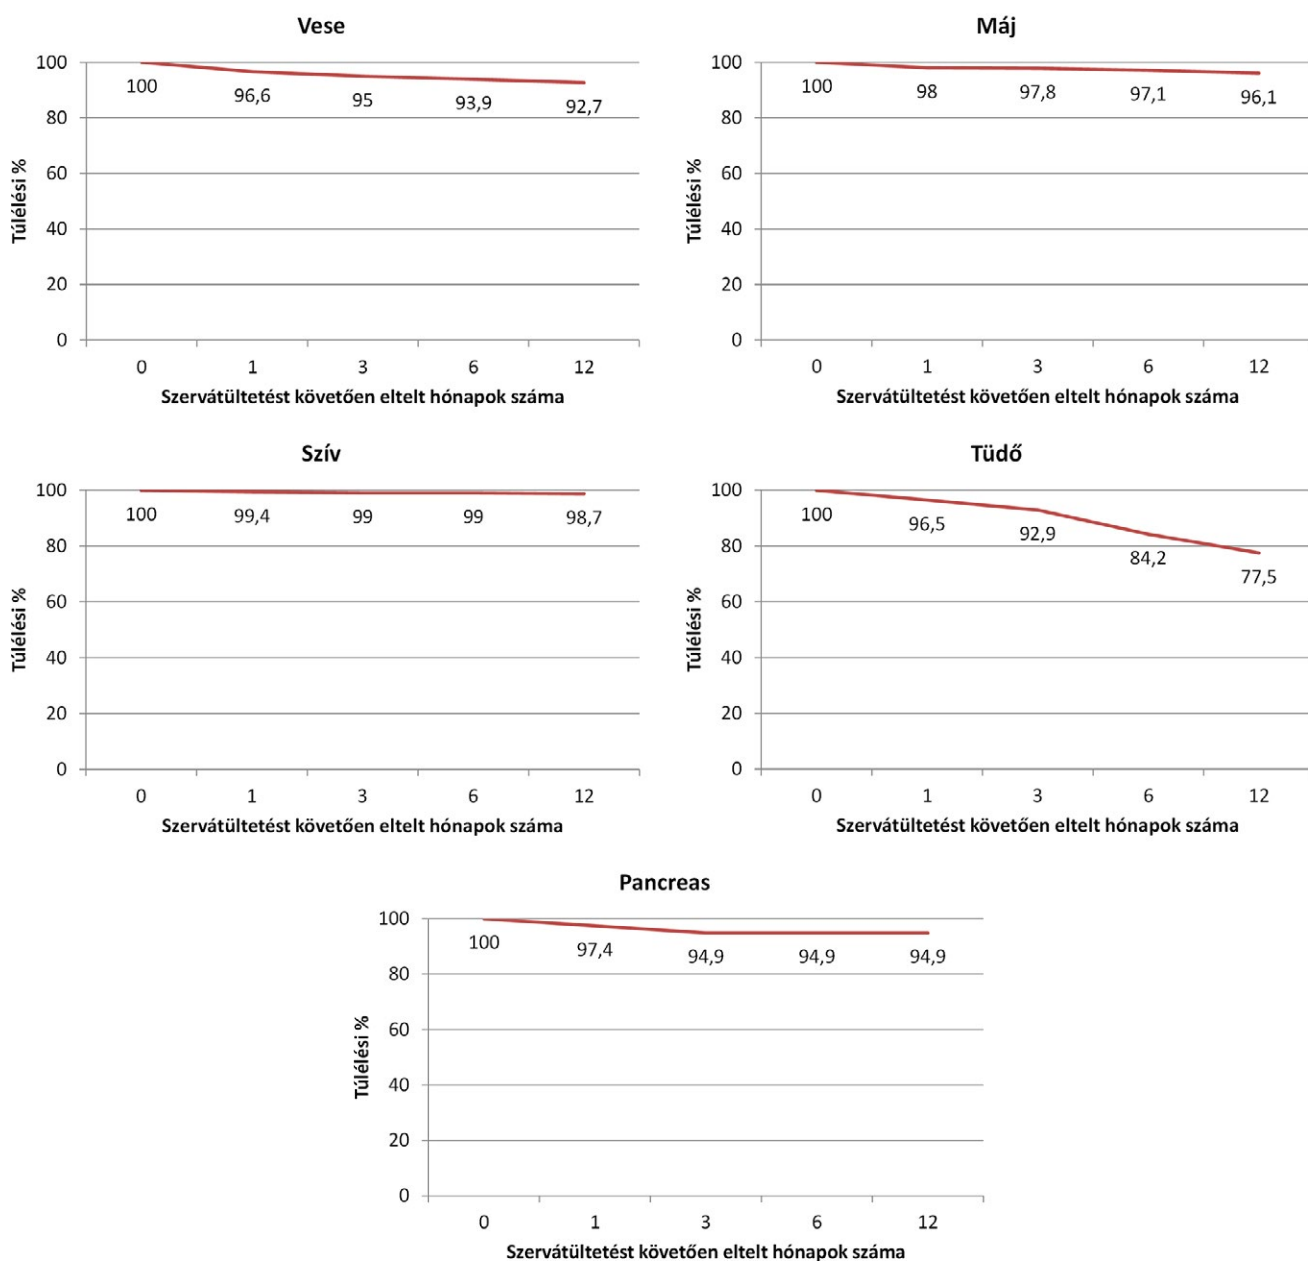 Vese
Túlélési %
100
80
60
40
20
0
100
96,6
95
93,9
92,7
0 1 3 6 12
Szervátültetést követően eltelt hónapok száma
Máj
Túlélési %
100
80
60
40
20
0
100
98
97,8
97,1
96,1
0 1 3 6 12
Szervátültetést követően eltelt hónapok száma
Szív
Túlélési %
100
80
60
40
20
0
100
99,4
99
99
98,7
0 1 3 6 12
Szervátültetést követően eltelt hónapok száma
Tüdő
Túlélési %
100
80
60
40
20
0
100
96,5
92,9
84,2
77,5
0 1 3 6 12
Szervátültetést követően eltelt hónapok száma
Pancreas
Túlélési %
100
80
60
40
20
0
100
97,4
94,9
94,9
94,9
0 1 3 6 12
Szervátültetést követően eltelt hónapok száma